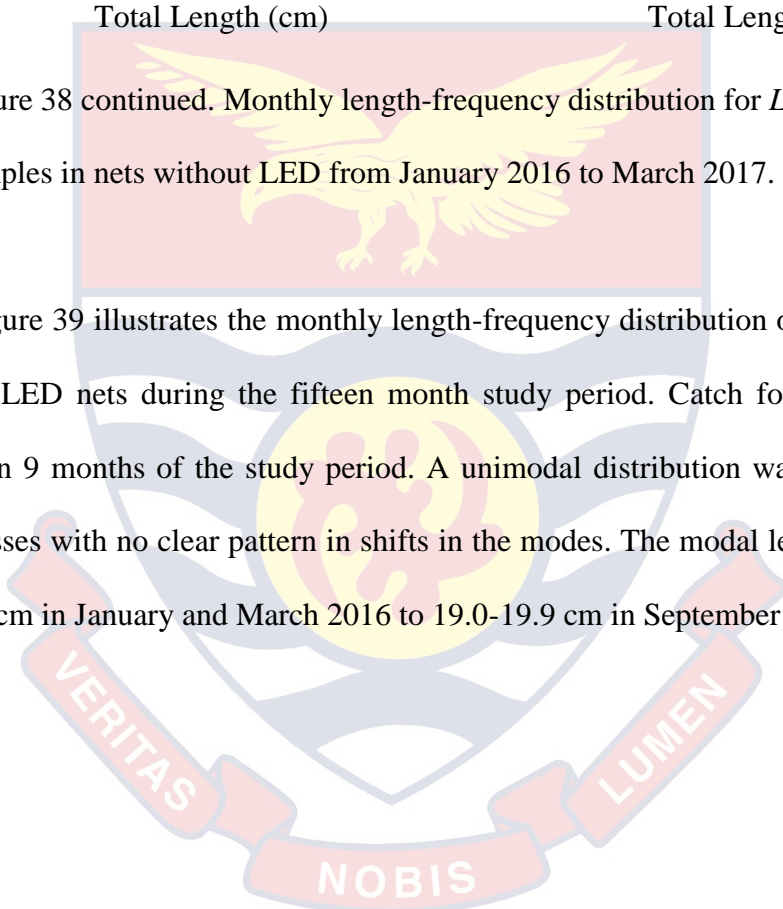 Total Length (cm) Total Leng
ure 38 continued. Monthly length-frequency distribution for L
ples in nets without LED from January 2016 to March 2017.
gure 39 illustrates the monthly length-frequency distribution o
LED nets during the fifteen month study period. Catch fo
n 9 months of the study period. A unimodal distribution wa
sses with no clear pattern in shifts in the modes. The modal le
cm in January and March 2016 to 19.0-19.9 cm in September
VERITAS
LUMEN
NOBIS